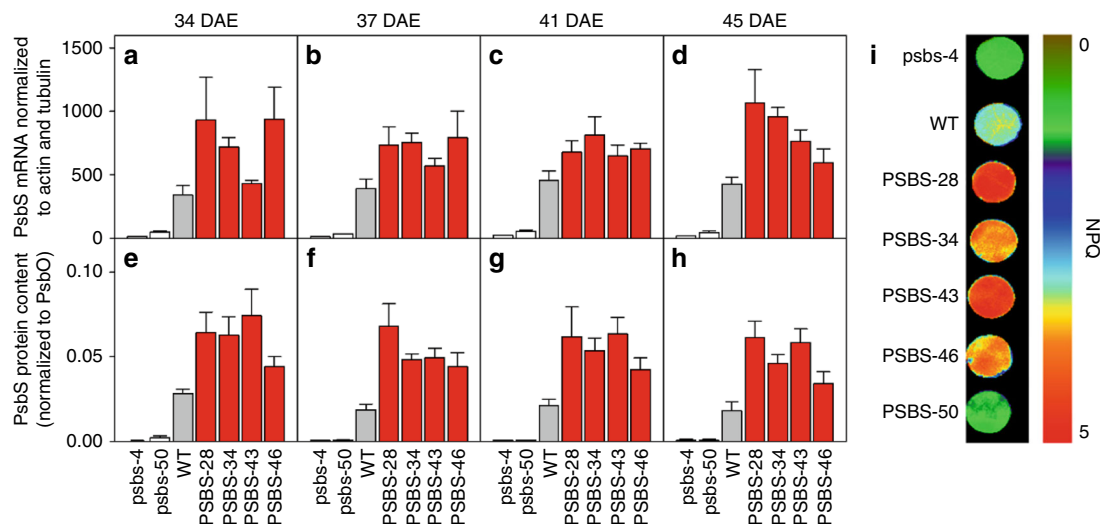 34 DAE
37 DAE
41 DAE
45 DAE
PsbS mRNA normalized
to actin and tubulin
1500
1000
500
0
a
b
c
d
PsbS protein content
(normalized to PsbO)
0.10
0.05
0.00
e
f
g
h
psbs-4
psbs-50
WT
PSBS-28
PSBS-34
PSBS-43
PSBS-46
psbs-4
psbs-50
WT
PSBS-28
PSBS-34
PSBS-43
PSBS-46
psbs-4
psbs-50
WT
PSBS-28
PSBS-34
PSBS-43
PSBS-46
psbs-4
psbs-50
WT
PSBS-28
PSBS-34
PSBS-43
PSBS-46
i
psbs-4
WT
PSBS-28
PSBS-34
PSBS-43
PSBS-46
PSBS-50
0
NPQ
5